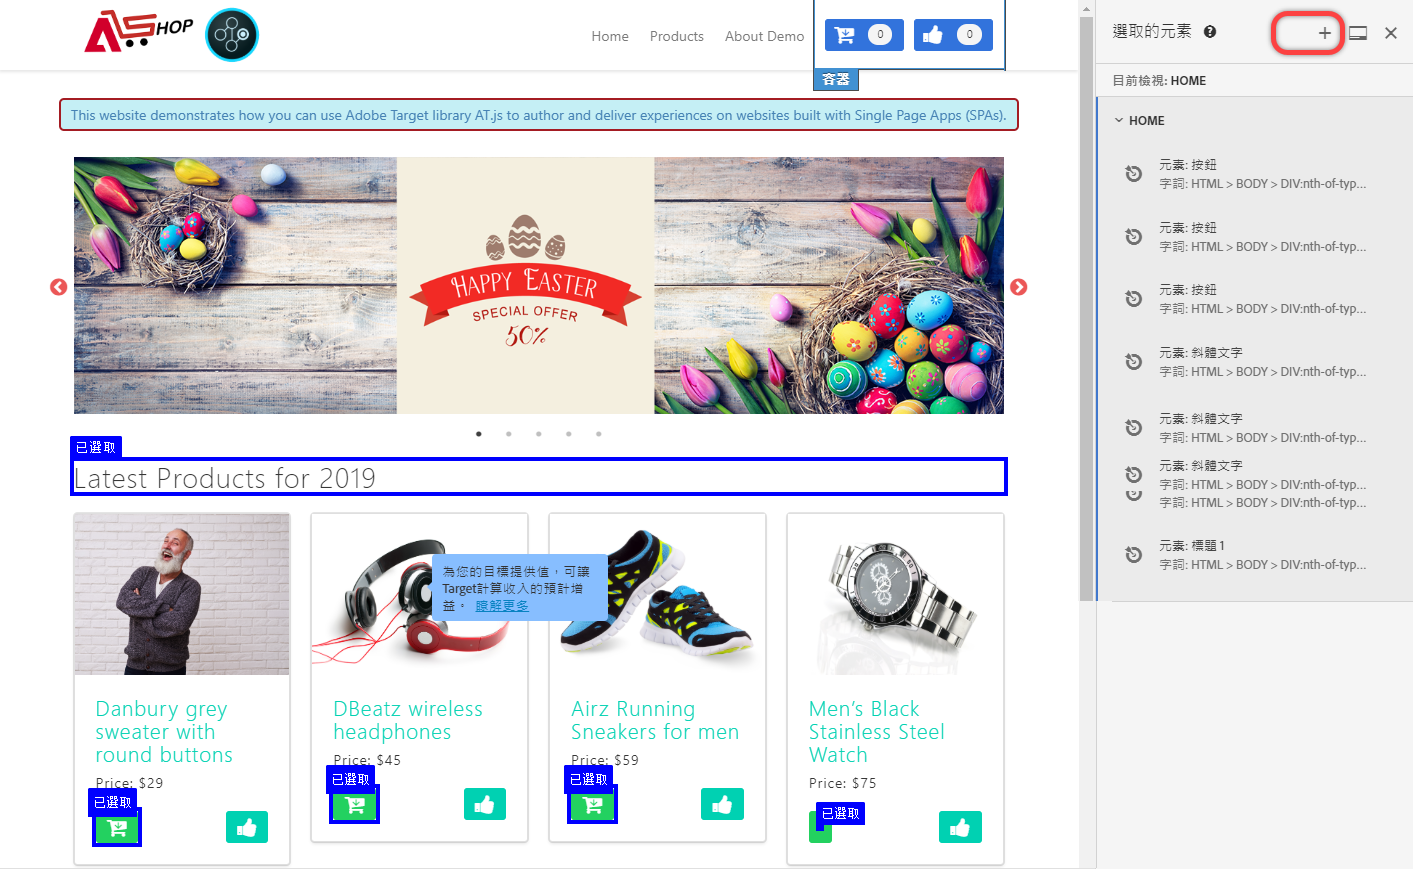 ASHOP
Home
Products
About Demo
0
0
容器
This website demonstrates how you can use Adobe Target library AT.js to author and deliver experiences on websites built with Single Page Apps (SPAs).
HAPPY EASTER
SPECIAL OFFER
50%
已選取
Latest Products for 2019
為您的目標提供值，可讓
Target計算收入的預計增
益。 瞭解更多
Danbury grey
sweater with
round buttons
Price: $29
已選取
DBeatz wireless
headphones
Price: $45
已選取
Airz Running
Sneakers for men
Price: $59
已選取
Men's Black
Stainless Steel
Watch
Price: $75
已選取
選取的元素
目前檢視: HOME
HOME
元素: 按鈕
字詞: HTML > BODY > DIV:nth-of-typ...
元素: 按鈕
字詞: HTML > BODY > DIV:nth-of-typ...
元素: 按鈕
字詞: HTML > BODY > DIV:nth-of-typ...
元素: 斜體文字
字詞: HTML > BODY > DIV:nth-of-typ...
元素: 斜體文字
字詞: HTML > BODY > DIV:nth-of-typ...
元素: 斜體文字
字詞: HTML > BODY > DIV:nth-of-typ...
字詞: HTML > BODY > DIV:nth-of-typ...
元素: 標題1
字詞: HTML > BODY > DIV:nth-of-typ...